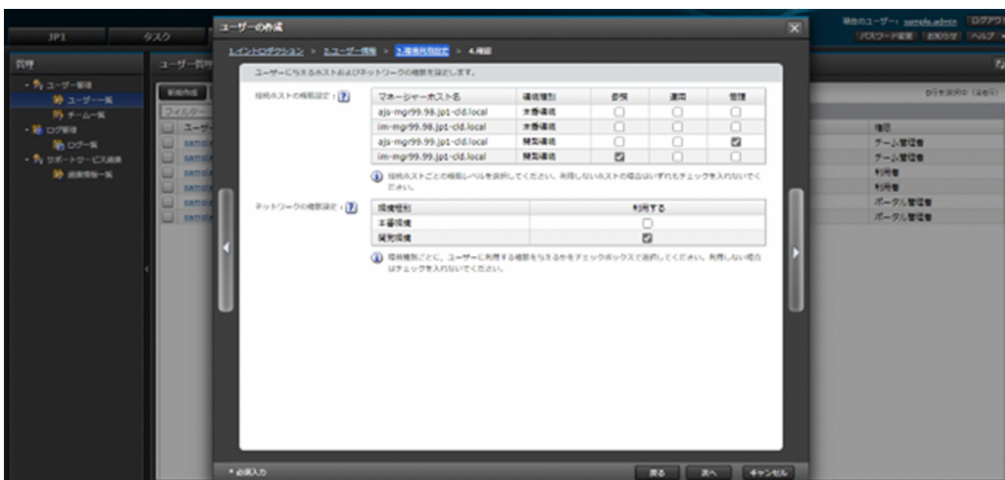 ユーザーの作成
現在のユーザー: sample.admin ログアウ
JP1 タスク
パスワード変更 お知らせ ヘルプ
1.イントロダクション > 2.ユーザー情報 > 3.権限利用設定 > 4.確認
管理
ユーザー管理
ユーザー一覧
チーム一覧
ログ管理
ログ一覧
サポートサービス連携
連携情報一覧
新規作成
フィルター
ユーザーに与えるホストおよびネットワークの権限を設定します。
接続ホストの権限設定 : ?
マネージャーホスト名 環境種別 参照 運用 管理
ajs-mgr99.98.jp1-cld.local 本番環境
im-mgr99.98.jp1-cld.local 本番環境
ajs-mgr99.99.jp1-cld.local 開発環境
im-mgr99.99.jp1-cld.local 開発環境
接続ホストごとの権限レベルを選択してください。利用しないホストの場合はいずれもチェックを入れないでく
ださい。
ネットワークの権限設定 : ?
環境種別 利用する
本番環境
開発環境
環境種別ごとに、ユーザーに利用する権限を与えるかをチェックボックスで選択してください。利用しない場合
はチェックを入れないでください。
権限
チーム管理者
チーム管理者
利用者
利用者
ポータル管理者
ポータル管理者
* 必須入力
戻る 次へ キャンセル